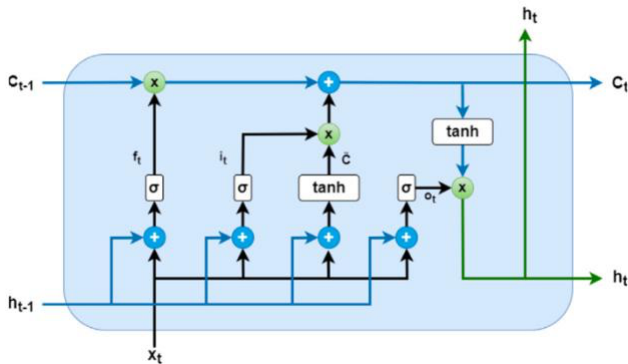 h_t
C_{t-1}
x
+
C_t
tanh
x
f_t
i_t
C̃
σ
σ
tanh
σ
o_t
x
+
+
+
+
h_{t-1}
h_t
x_t